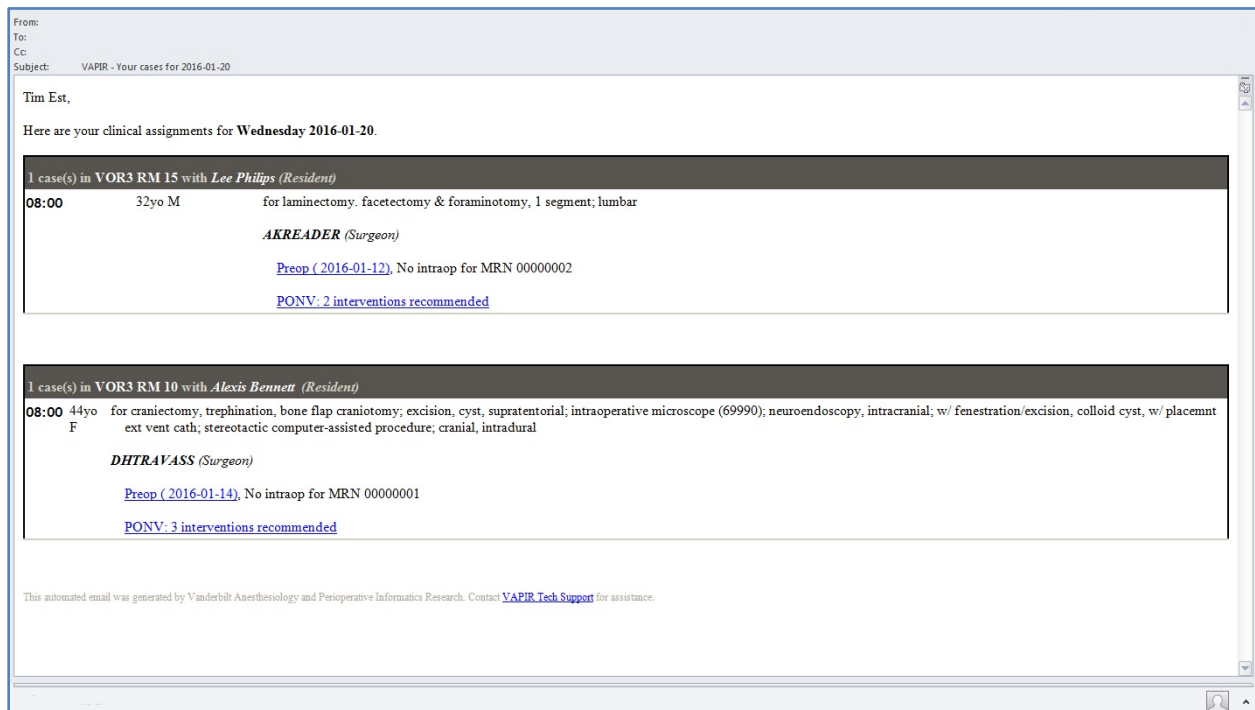 From:
To:
Cc:
Subject: VAPIR - Your cases for 2016-01-20
Tim Est,
Here are your clinical assignments for Wednesday 2016-01-20.
1 case(s) in VOR3 RM 15 with Lee Philips (Resident)
08:00 32yo M for laminectomy. facetectomy & foraminotomy, 1 segment; lumbar
AKREADER (Surgeon)
Preop ( 2016-01-12), No intraop for MRN 00000002
PONV: 2 interventions recommended
1 case(s) in VOR3 RM 10 with Alexis Bennett (Resident)
08:00 44yo for craniectomy, trephination, bone flap craniotomy; excision, cyst, supratentorial; intraoperative microscope (69990); neuroendoscopy, intracranial; w/ fenestration/excision, colloid cyst, w/ placemnt
F ext vent cath; stereotactic computer-assisted procedure; cranial, intradural
DHTRAVASS (Surgeon)
Preop ( 2016-01-14), No intraop for MRN 00000001
PONV: 3 interventions recommended
This automated email was generated by Vanderbilt Anesthesiology and Perioperative Informatics Research. Contact VAPIR Tech Support for assistance.